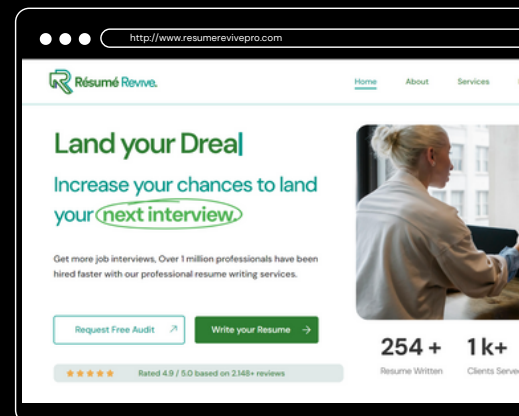 http://www.resumerevivepro.com
Résumé Revive.
Home About Services
Land your Drea
Increase your chances to land
your next interview.
Get more job interviews, Over 1 million professionals have been
hired faster with our professional resume writing services.
Request Free Audit ↗ Write your Resume →
254 + 1 k+
Resume Written Clients Served
Rated 4.9 / 5.0 based on 2.148+ reviews